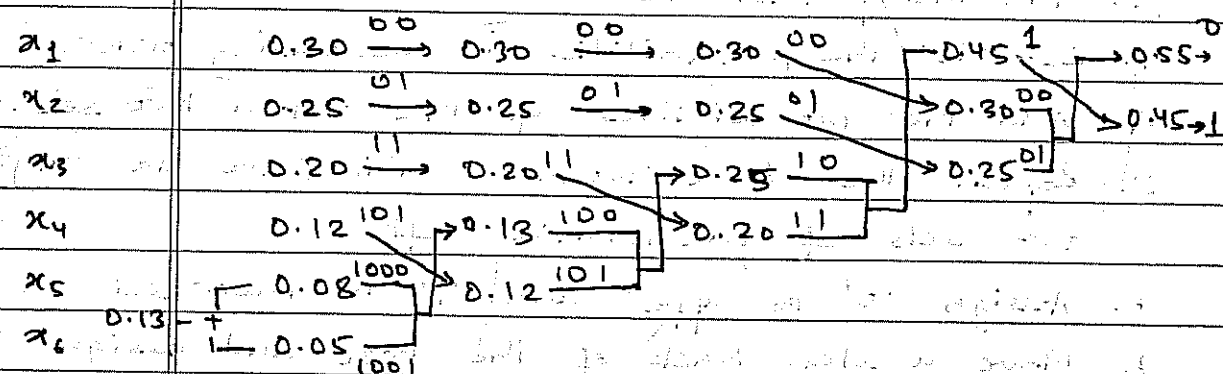 x1 0.30 00 → 0.30 00 → 0.30 00 0.45 1 → 0.55 → 0
x2 0.25 01 → 0.25 01 → 0.25 01 → 0.30 00 → 0.45 → 1
x3 0.20 11 → 0.20 11 → 0.25 10 → 0.25 01
x4 0.12 101 → 0.13 100 → 0.20 11
x5 0.08 1000 0.12 101
0.13 - +
x6 0.05
1001